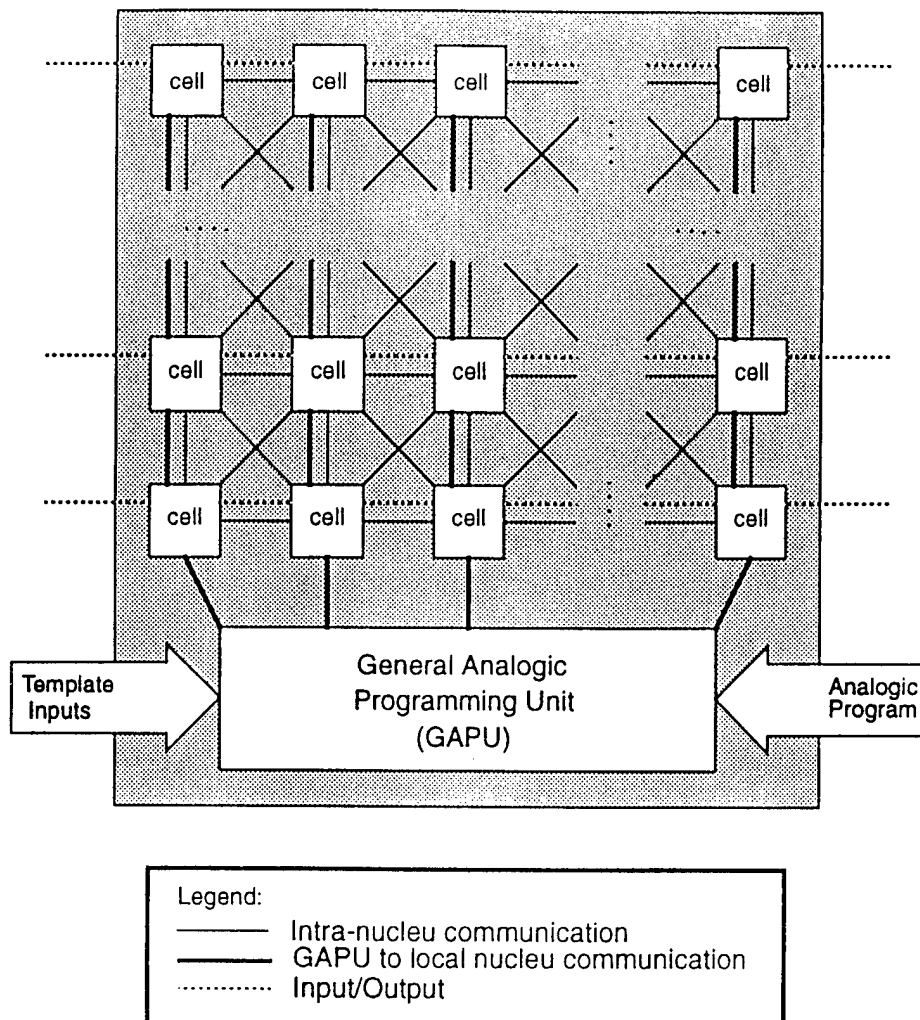 cell cell cell cell
cell cell cell cell
cell cell cell cell
General Analogic
Programming Unit
(GAPU)
Template
Inputs
Analogic
Program
Legend:
Intra-nucleu communication
GAPU to local nucleu communication
Input/Output